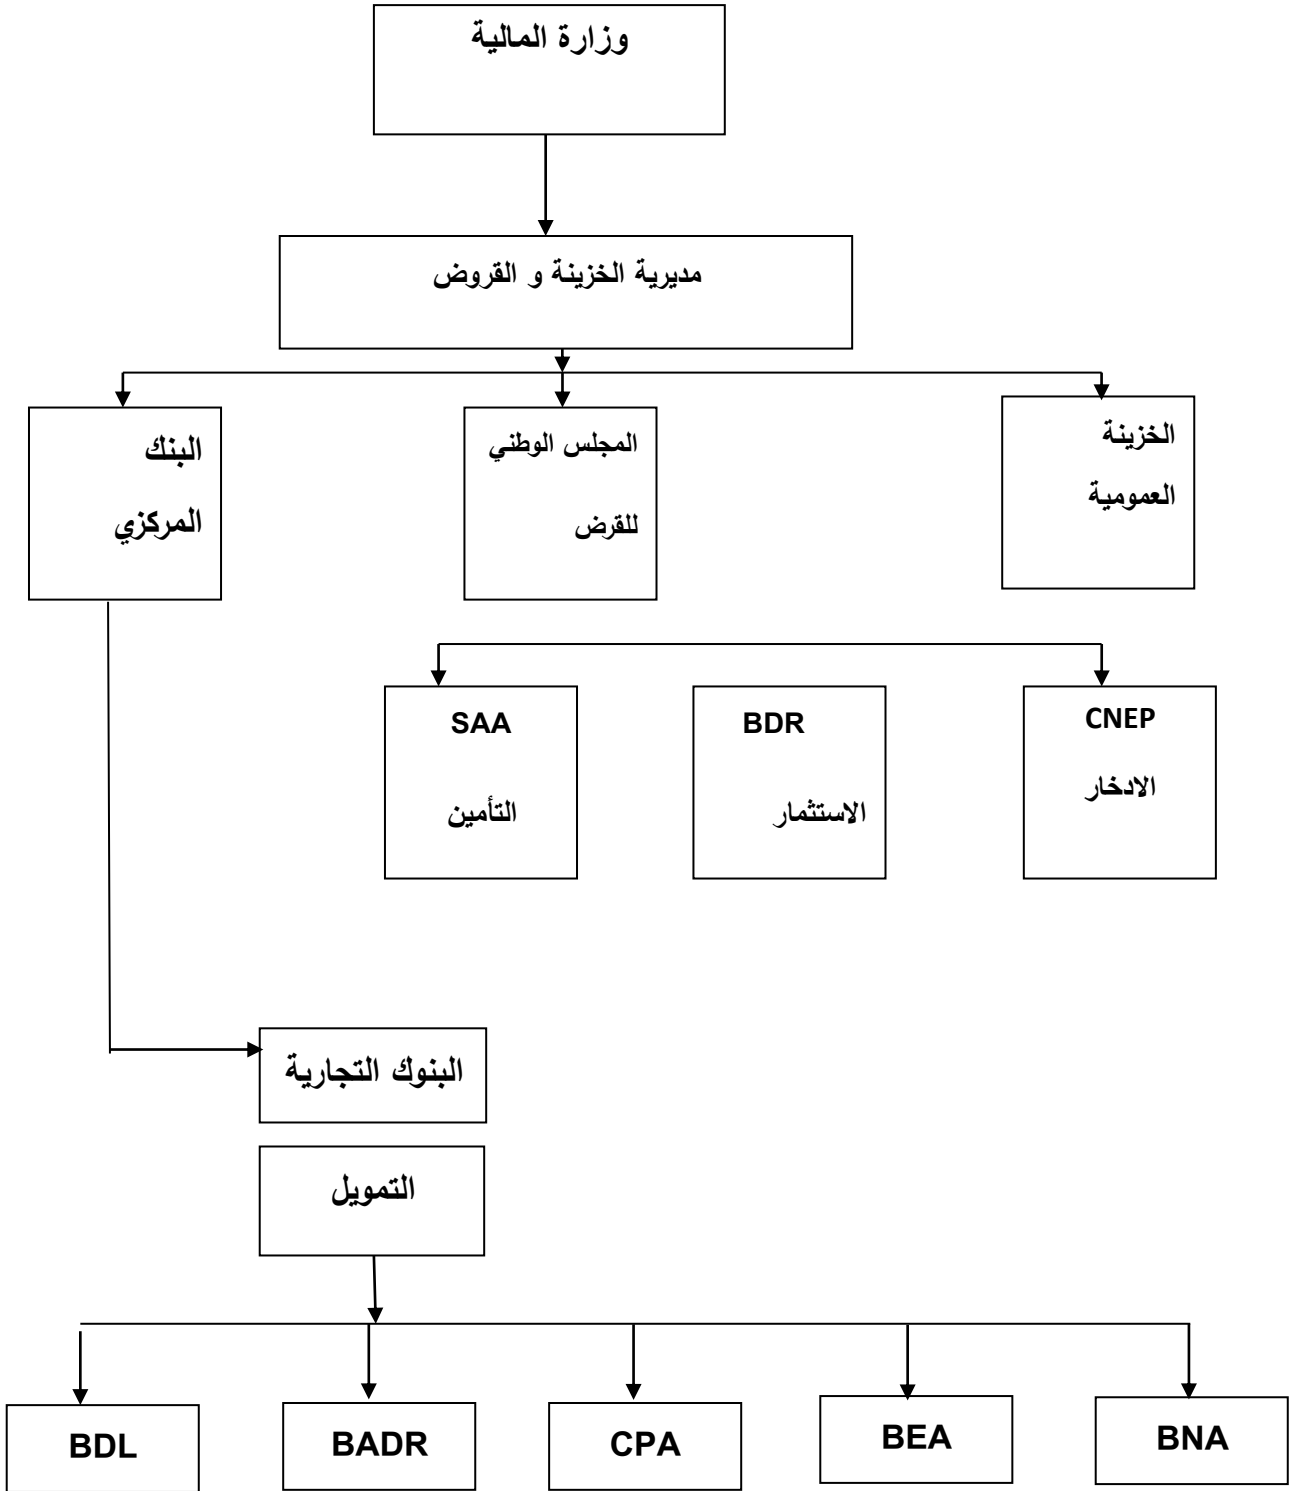 وزارة المالية
مديرية الخزينة و القروض
الخزينة
العمومية
المجلس الوطني
للقرض
البنك
المركزي
CNEP
الادخار
BDR
الاستثمار
SAA
التأمين
البنوك التجارية
التمويل
BNA
BEA
CPA
BADR
BDL